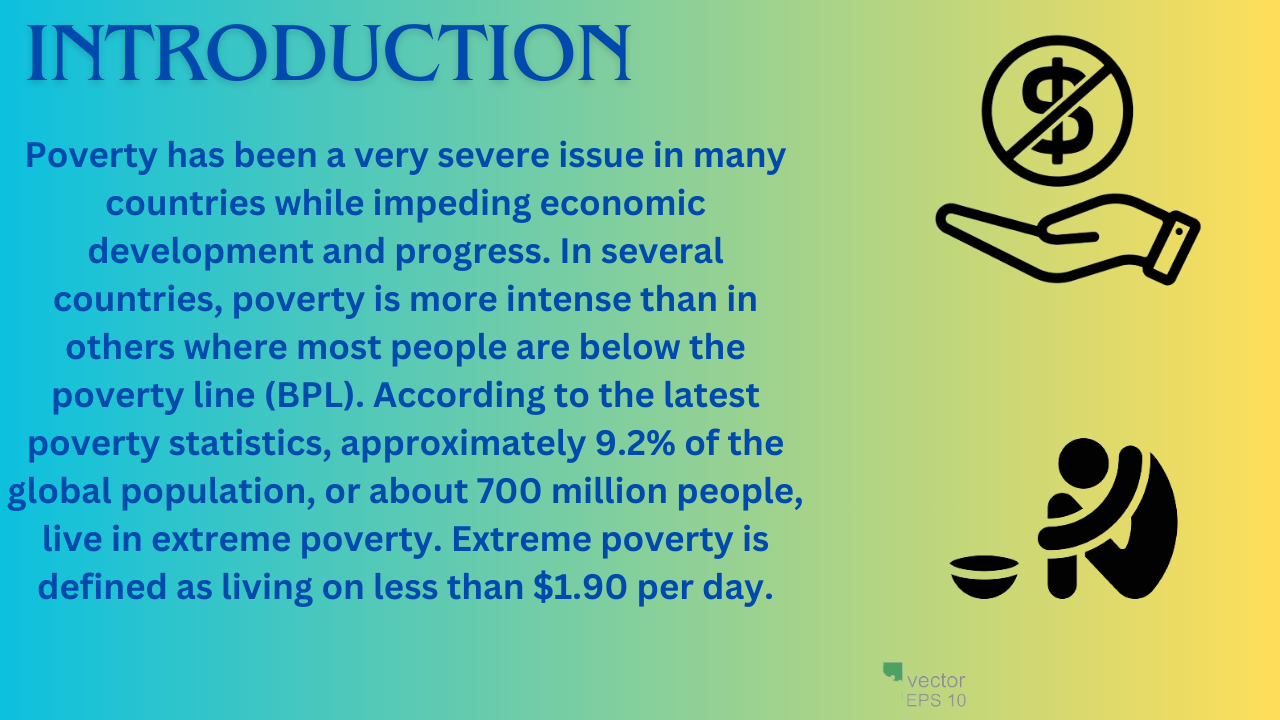 INTRODUCTION
Poverty has been a very severe issue in many
countries while impeding economic
development and progress. In several
countries, poverty is more intense than in
others where most people are below the
poverty line (BPL). According to the latest
poverty statistics, approximately 9.2% of the
global population, or about 700 million people,
live in extreme poverty. Extreme poverty is
defined as living on less than $1.90 per day.
$
vector
EPS 10